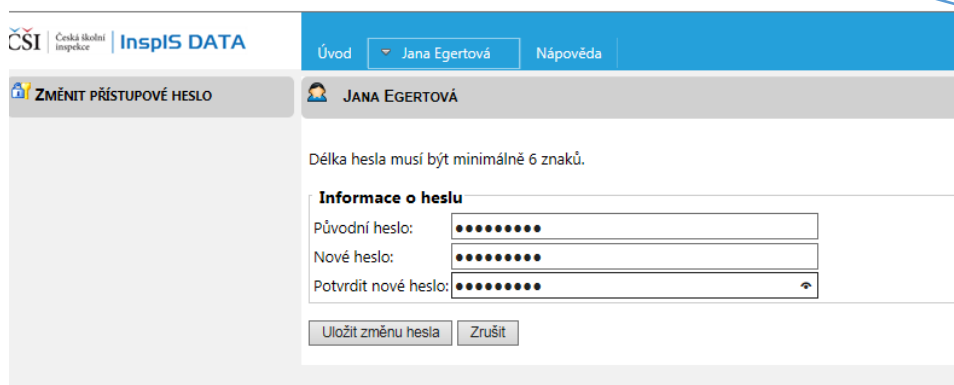 ČŠI Česká školní inspekce InspIS DATA
Úvod Jana Egertová Nápověda
ZMĚNIT PŘÍSTUPOVÉ HESLO
JANA EGERTOVÁ
Délka hesla musí být minimálně 6 znaků.
Informace o heslu
Původní heslo: ●●●●●●●●●
Nové heslo: ●●●●●●●●●
Potvrdit nové heslo: ●●●●●●●●●
Uložit změnu hesla Zrušit